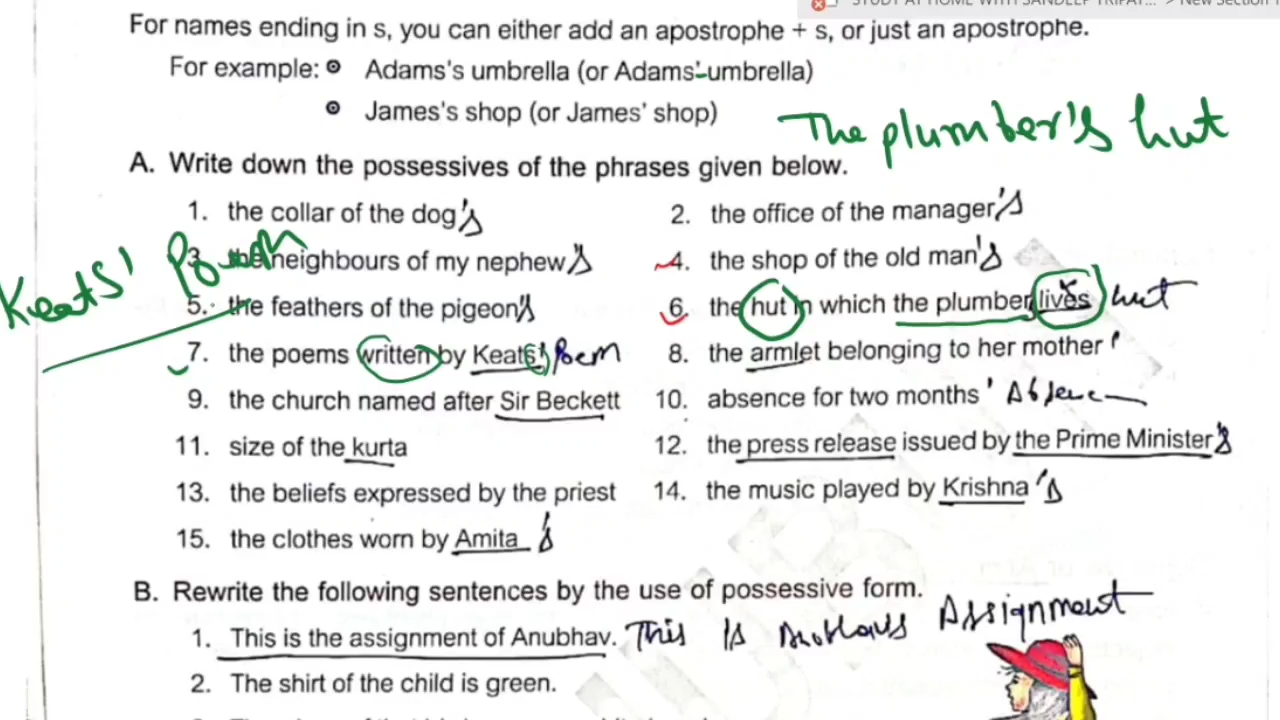 STUDY AT HOME WITH SANDEEP TRIPAT... > New Section
For names ending in s, you can either add an apostrophe + s, or just an apostrophe.
For example: ⊙ Adams's umbrella (or Adams' umbrella)
⊙ James's shop (or James' shop)
The plumber's hut
A. Write down the possessives of the phrases given below.
1. the collar of the dog's
2. the office of the manager's
3. the neighbours of my nephew's
4. the shop of the old man's
Keats' Poem
5. the feathers of the pigeon's
6. the hut in which the plumber lives hut
7. the poems written by Keats' Poem
8. the armlet belonging to her mother '
9. the church named after Sir Beckett
10. absence for two months '
11. size of the kurta
12. the press release issued by the Prime Minister's
13. the beliefs expressed by the priest
14. the music played by Krishna 's
15. the clothes worn by Amita 's
B. Rewrite the following sentences by the use of possessive form.
1. This is the assignment of Anubhav. This is Assignment
2. The shirt of the child is green.